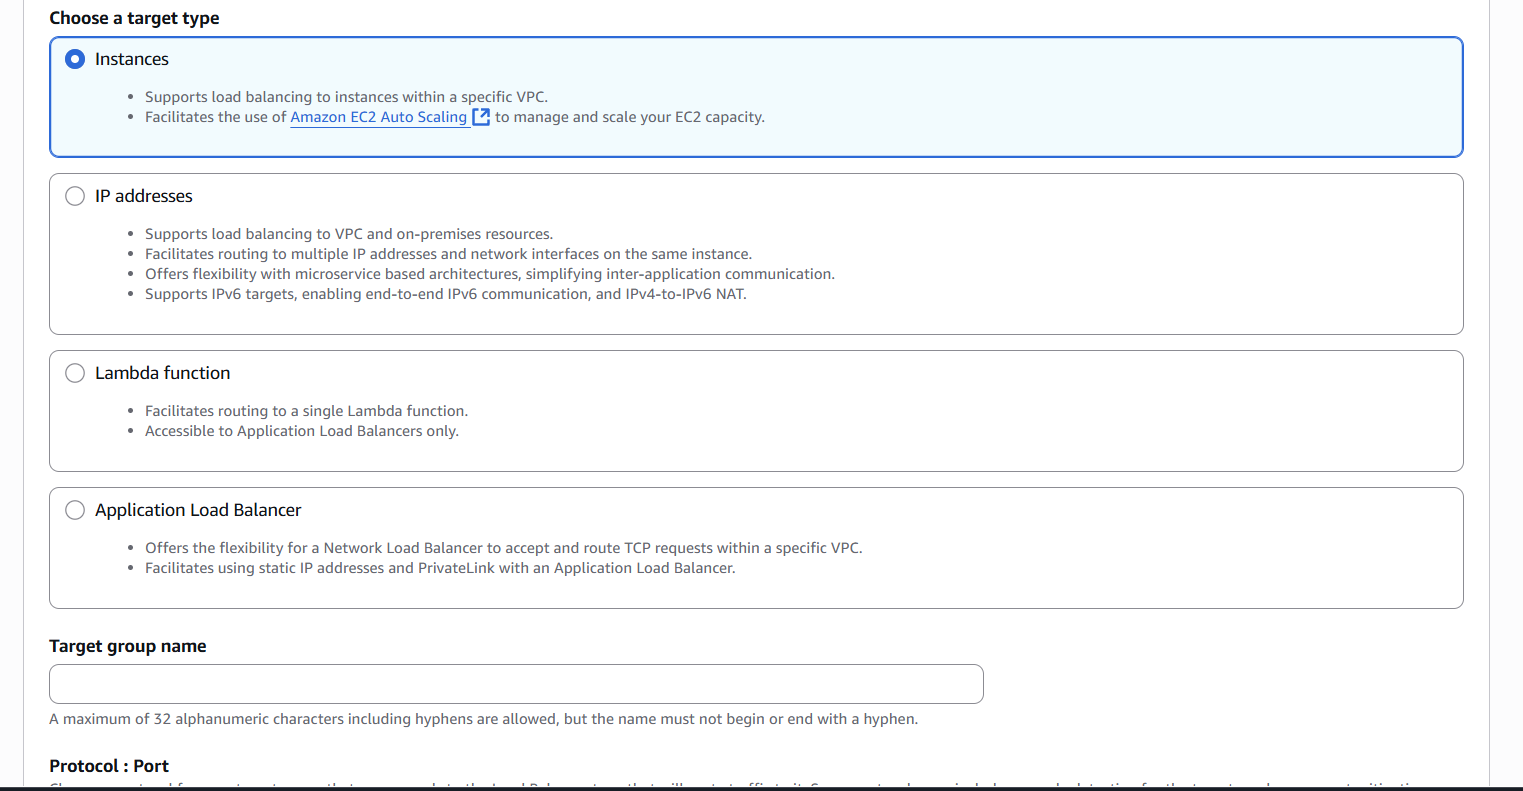 Choose a target type
Instances
Supports load balancing to instances within a specific VPC.
Facilitates the use of Amazon EC2 Auto Scaling to manage and scale your EC2 capacity.
IP addresses
Supports load balancing to VPC and on-premises resources.
Facilitates routing to multiple IP addresses and network interfaces on the same instance.
Offers flexibility with microservice based architectures, simplifying inter-application communication.
Supports IPv6 targets, enabling end-to-end IPv6 communication, and IPv4-to-IPv6 NAT.
Lambda function
Facilitates routing to a single Lambda function.
Accessible to Application Load Balancers only.
Application Load Balancer
Offers the flexibility for a Network Load Balancer to accept and route TCP requests within a specific VPC.
Facilitates using static IP addresses and PrivateLink with an Application Load Balancer.
Target group name
A maximum of 32 alphanumeric characters including hyphens are allowed, but the name must not begin or end with a hyphen.
Protocol : Port